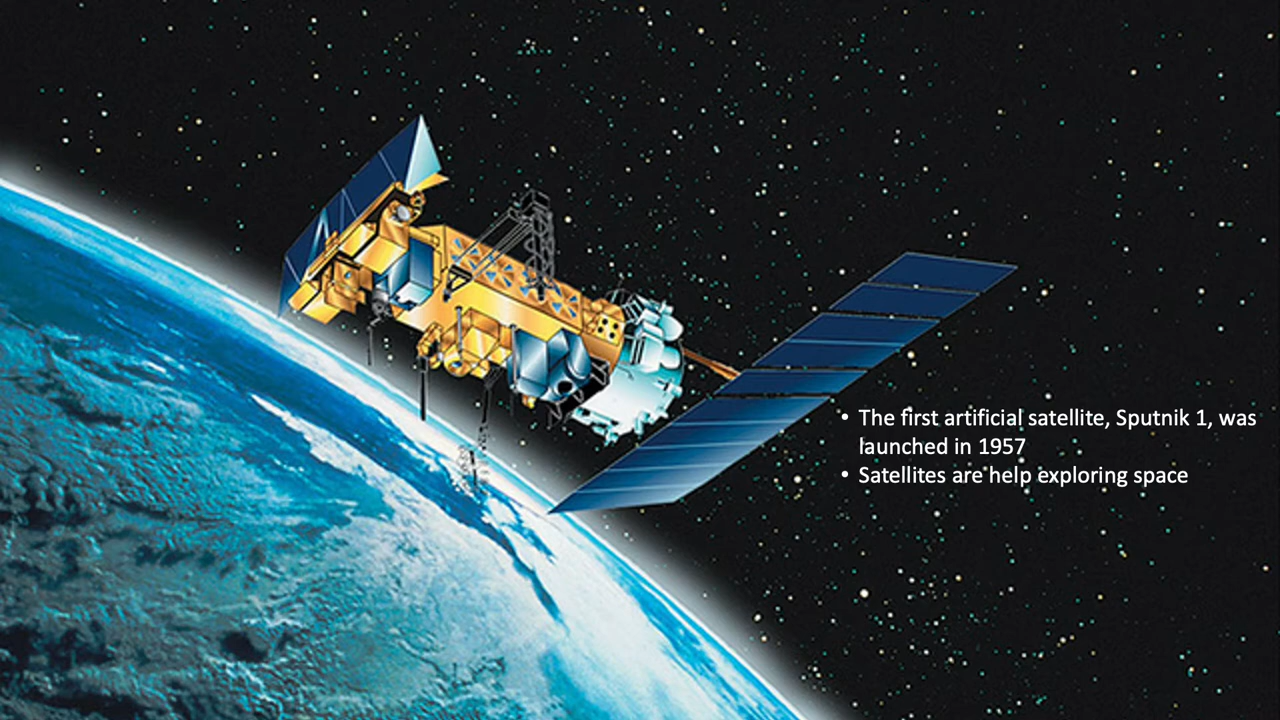 • The first artificial satellite, Sputnik 1, was
launched in 1957
• Satellites are help exploring space